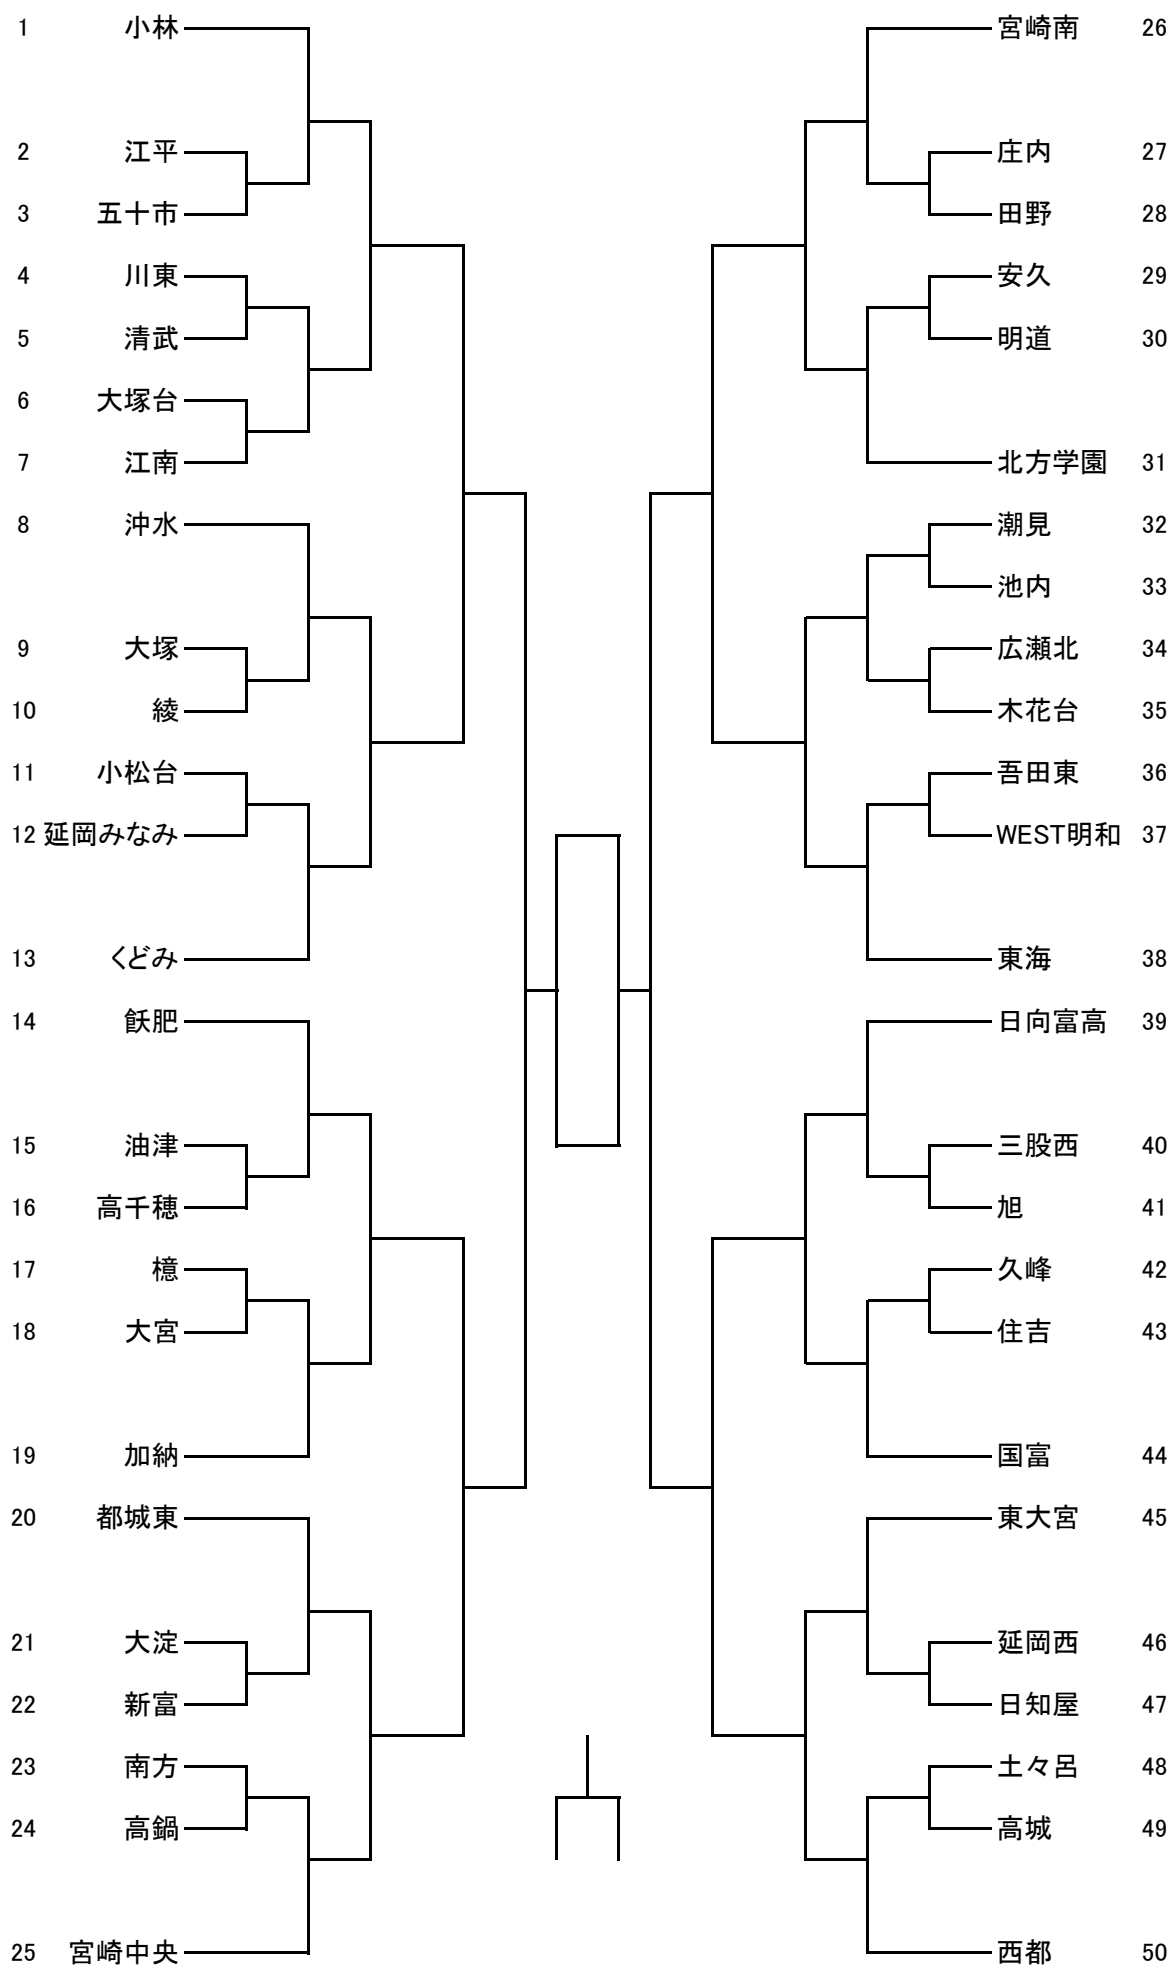 1 小林
2 江平
3 五十市
4 川東
5 清武
6 大塚台
7 江南
8 沖水
9 大塚
10 綾
11 小松台
12 延岡みなみ
13 くどみ
14 飫肥
15 油津
16 高千穂
17 檍
18 大宮
19 加納
20 都城東
21 大淀
22 新富
23 南方
24 高鍋
25 宮崎中央
宮崎南 26
庄内 27
田野 28
安久 29
明道 30
北方学園 31
潮見 32
池内 33
広瀬北 34
木花台 35
吾田東 36
WEST明和 37
東海 38
日向富高 39
三股西 40
旭 41
久峰 42
住吉 43
国富 44
東大宮 45
延岡西 46
日知屋 47
土々呂 48
高城 49
西都 50